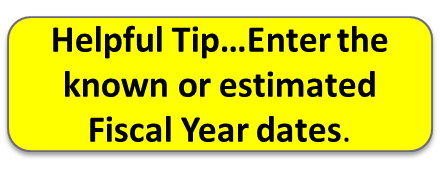 Helpful Tip…Enter the
known or estimated
Fiscal Year dates.